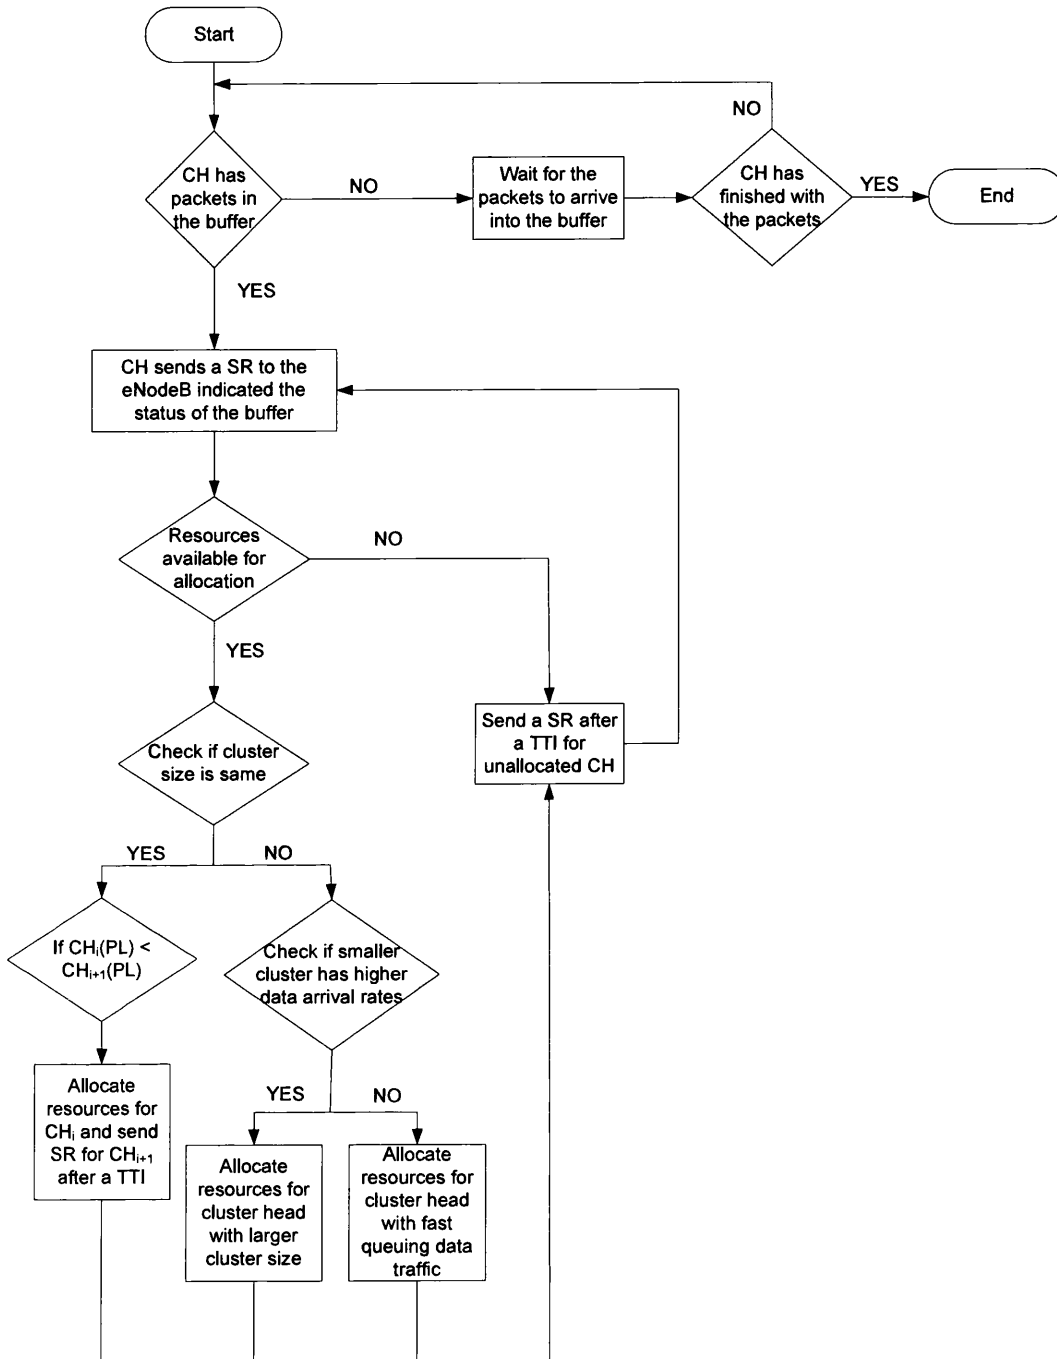 Start
NO
CH has
packets in
the buffer
NO
Wait for the
packets to arrive
into the buffer
CH has
finished with
the packets
YES
End
YES
CH sends a SR to the
eNodeB indicated the
status of the buffer
Resources
available for
allocation
NO
YES
Send a SR after
a TTI for
unallocated CH
Check if cluster
size is same
YES
NO
If CHi(PL) <
CHi+1(PL)
Check if smaller
cluster has higher
data arrival rates
YES
NO
Allocate
resources for
CHi and send
SR for CHi+1
after a TTI
Allocate
resources for
cluster head
with larger
cluster size
Allocate
resources for
cluster head
with fast
queuing data
traffic